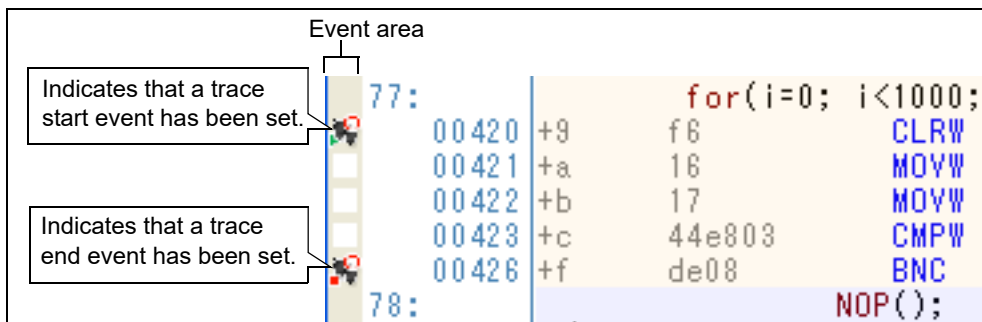 Event area
Indicates that a trace
start event has been set.
77: for(i=0; i<1000;
00420 +9 f6 CLRW
00421 +a 16 MOVW
00422 +b 17 MOVW
Indicates that a trace
end event has been set.
00423 +c 44e803 CMPW
00426 +f de08 BNC
78: NOP();